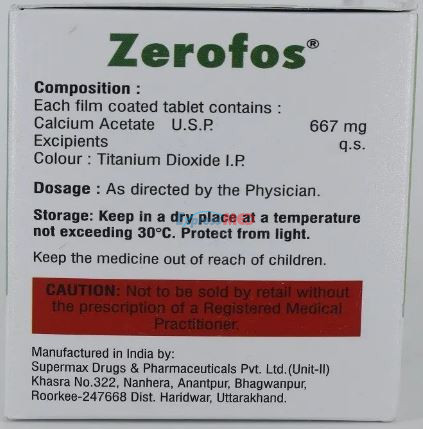 Zerofos®
Composition :
Each film coated tablet contains :
Calcium Acetate U.S.P. 667 mg
Excipients q.s.
Colour : Titanium Dioxide I.P.
Dosage : As directed by the Physician.
Storage: Keep in a dry place at a temperature
not exceeding 30°C. Protect from light.
Keep the medicine out of reach of children.
CAUTION: Not to be sold by retail without
the prescription of a Registered Medical
Practitioner.
Manufactured in India by:
Supermax Drugs & Pharmaceuticals Pvt. Ltd.(Unit-II)
Khasra No.322, Nanhera, Anantpur, Bhagwanpur,
Roorkee-247668 Dist. Haridwar, Uttarakhand.